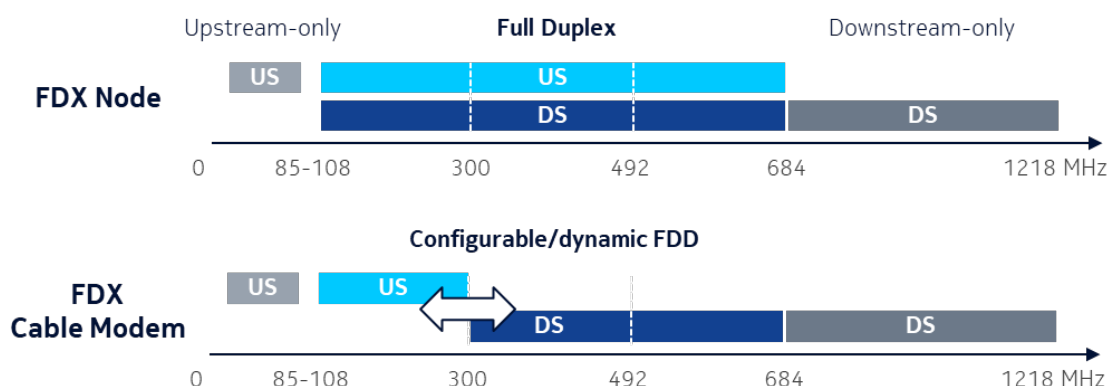 Upstream-only Full Duplex Downstream-only
US US
FDX Node
DS DS
0 85-108 300 492 684 1218 MHz
Configurable/dynamic FDD
US US
FDX
Cable Modem
DS DS
0 85-108 300 492 684 1218 MHz